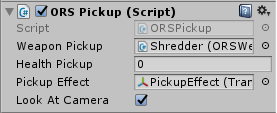 ORS Pickup (Script)
Script ORSPickup
Weapon Pickup Shredder (ORSWe
Health Pickup 0
Pickup Effect PickupEffect (Tran
Look At Camera